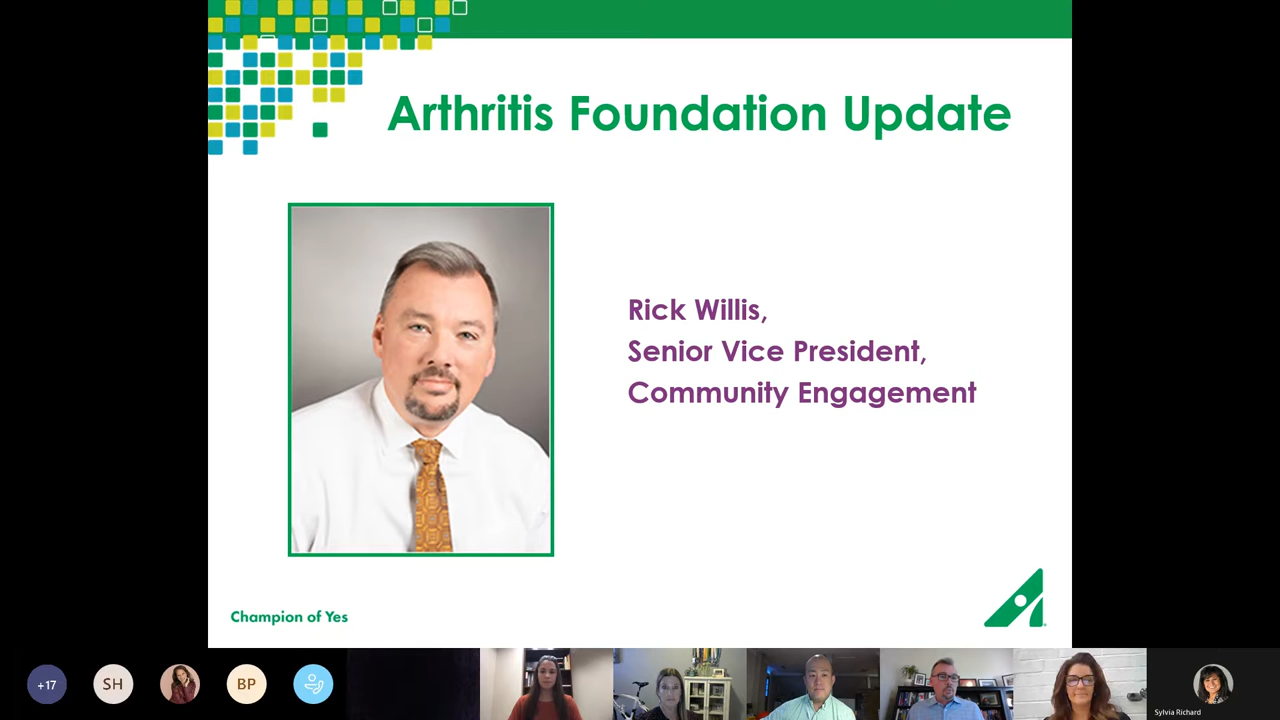 Arthritis Foundation Update
Rick Willis,
Senior Vice President,
Community Engagement
Champion of Yes
+17
SH
BP
Sylvia Richard